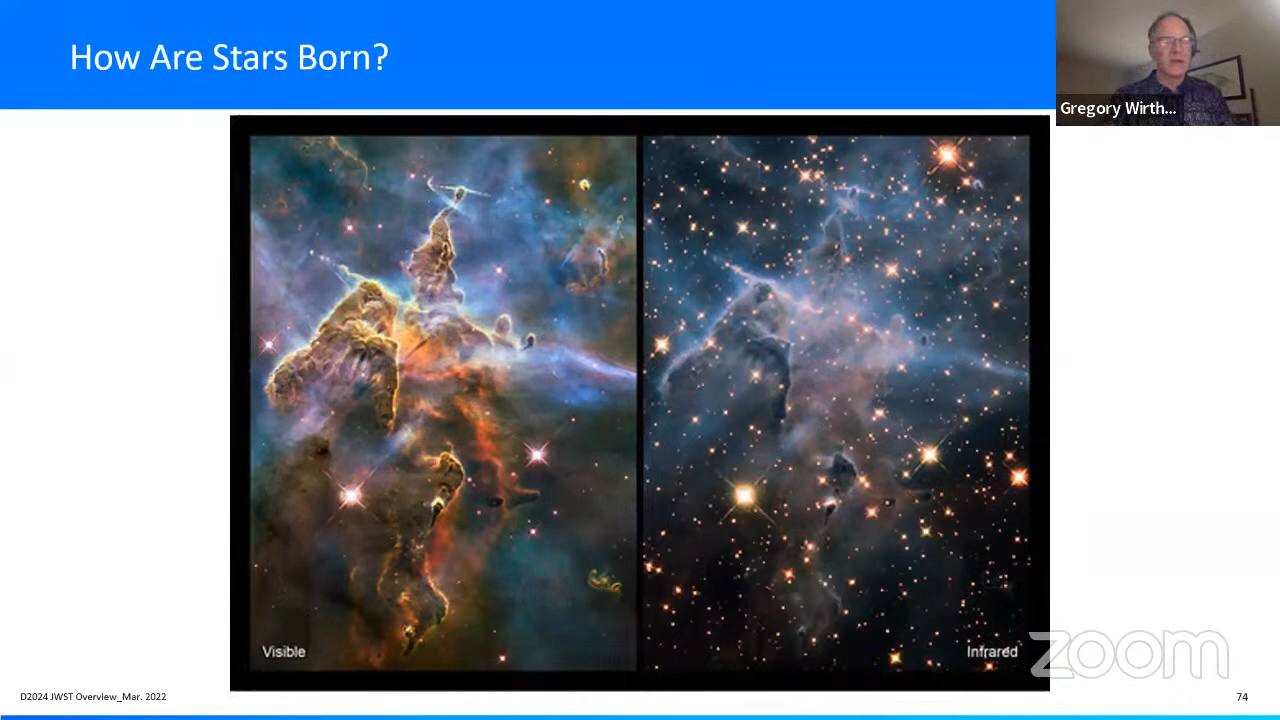 How Are Stars Born?
Gregory Wirth...
Visible
Infrared
zoom
D2024 JWST Overview_Mar. 2022
74